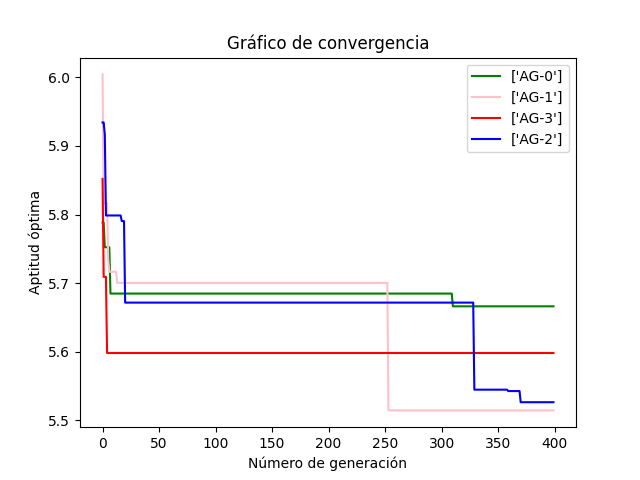 Gráfico de convergencia
['AG-0']
['AG-1']
['AG-3']
['AG-2']
Aptitud óptima
6.0
5.9
5.8
5.7
5.6
5.5
0 50 100 150 200 250 300 350 400
Número de generación